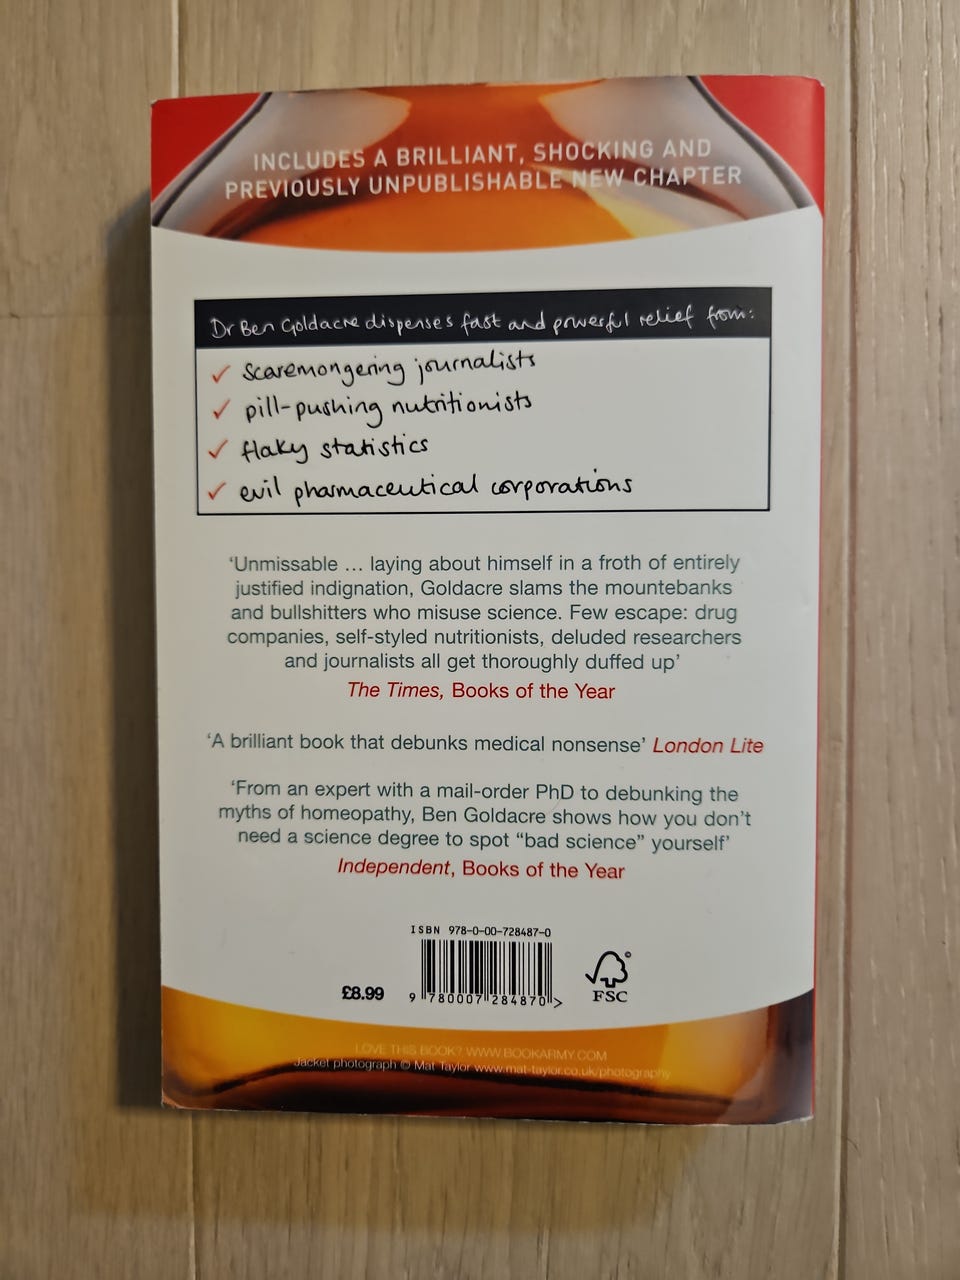 INCLUDES A BRILLIANT, SHOCKING AND
PREVIOUSLY UNPUBLISHABLE NEW CHAPTER
Dr Ben Goldacre dispenses fast and powerful relief from:
✓ scaremongering journalists
✓ pill-pushing nutritionists
✓ flaky statistics
✓ evil pharmaceutical corporations
‘Unmissable … laying about himself in a froth of entirely
justified indignation, Goldacre slams the mountebanks
and bullshitters who misuse science. Few escape: drug
companies, self-styled nutritionists, deluded researchers
and journalists all get thoroughly duffed up’
The Times, Books of the Year
‘A brilliant book that debunks medical nonsense’ London Lite
‘From an expert with a mail-order PhD to debunking the
myths of homeopathy, Ben Goldacre shows how you don’t
need a science degree to spot “bad science” yourself’
Independent, Books of the Year
ISBN 978-0-00-728487-0
£8.99
9 780007 284870 >
FSC
LOVE THIS BOOK? WWW.BOOKARMY.COM
Jacket photograph © Mat Taylor www.mat-taylor.co.uk/photography